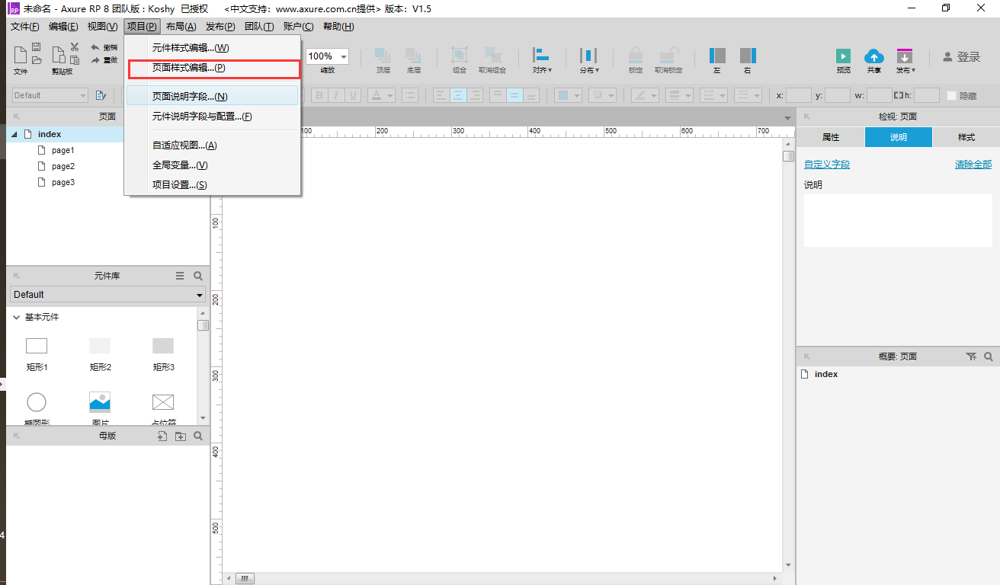 未命名 - Axure RP 8 团队版 : Koshy 已授权 <中文支持：www.axure.com.cn提供> 版本：V1.5
文件(F) 编辑(E) 视图(V) 项目(P) 布局(A) 发布(P) 团队(T) 账户(C) 帮助(H)
文件 剪贴板 撤销 重做 100% 缩放 顶层 底层 组合 取消组合 对齐 分布 锁定 取消锁定 左 右 预览 共享 发布 登录
元件样式编辑...(W)
页面样式编辑...(P)
页面说明字段...(N)
元件说明字段与配置...(F)
自适应视图...(A)
全局变量...(V)
项目设置...(S)
Default B I U A x: y: w: h: 隐藏
页面
index
page1
page2
page3
100 200 300 400 500 600 700
100
200
300
400
500
元件库
Default
基本元件
矩形1 矩形2 矩形3
椭圆形 图片 占位符
母版
检视: 页面
属性 说明 样式
自定义字段 清除全部
说明
概要: 页面
index
RP
4